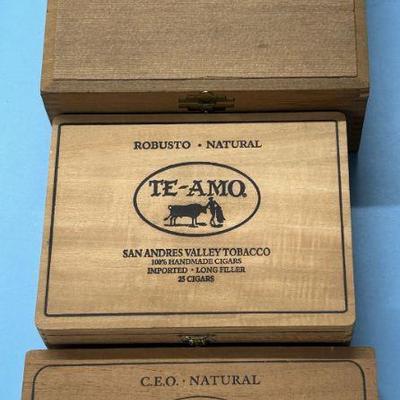 ROBUSTO • NATURAL
TE-AMO
SAN ANDRES VALLEY TOBACCO
100% HANDMADE CIGARS
IMPORTED • LONG FILLER
25 CIGARS
C.E.O. • NATURAL